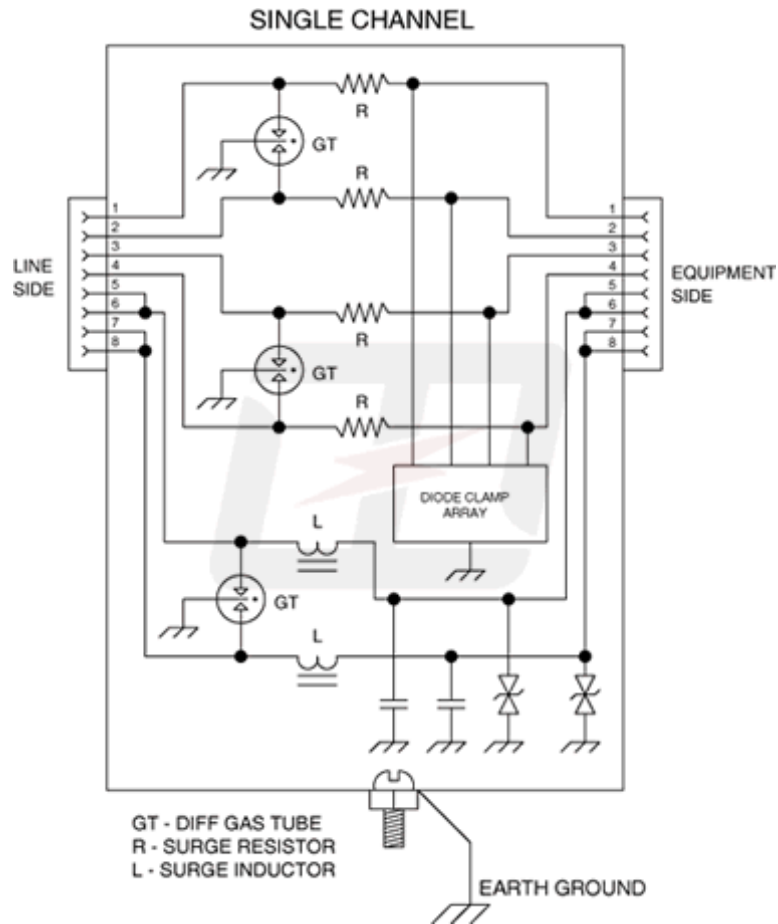 SINGLE CHANNEL
R
GT
R
1
2
3
4
5
6
7
8
LINE
SIDE
1
2
3
4
5
6
7
8
EQUIPMENT
SIDE
R
GT
R
DIODE CLAMP
ARRAY
L
GT
L
GT - DIFF GAS TUBE
R - SURGE RESISTOR
L - SURGE INDUCTOR
EARTH GROUND